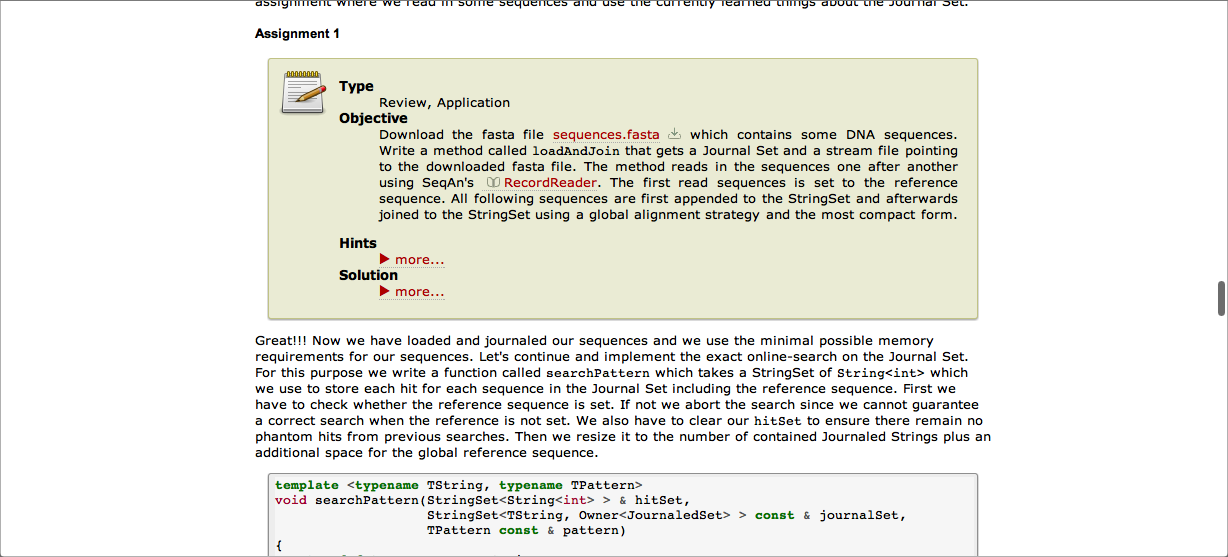 assignment where we read in some sequences and use the currently learned things about the Journal Set.
Assignment 1
Type
Review, Application
Objective
Download the fasta file sequences.fasta which contains some DNA sequences.
Write a method called loadAndJoin that gets a Journal Set and a stream file pointing
to the downloaded fasta file. The method reads in the sequences one after another
using SeqAn's RecordReader. The first read sequences is set to the reference
sequence. All following sequences are first appended to the StringSet and afterwards
joined to the StringSet using a global alignment strategy and the most compact form.
Hints
more...
Solution
more...
Great!!! Now we have loaded and journaled our sequences and we use the minimal possible memory
requirements for our sequences. Let's continue and implement the exact online-search on the Journal Set.
For this purpose we write a function called searchPattern which takes a StringSet of String<int> which
we use to store each hit for each sequence in the Journal Set including the reference sequence. First we
have to check whether the reference sequence is set. If not we abort the search since we cannot guarantee
a correct search when the reference is not set. We also have to clear our hitSet to ensure there remain no
phantom hits from previous searches. Then we resize it to the number of contained Journaled Strings plus an
additional space for the global reference sequence.
template <typename TString, typename TPattern>
void searchPattern(StringSet<String<int> > & hitSet,
StringSet<TString, Owner<JournaledSet> > const & journalSet,
TPattern const & pattern)
{